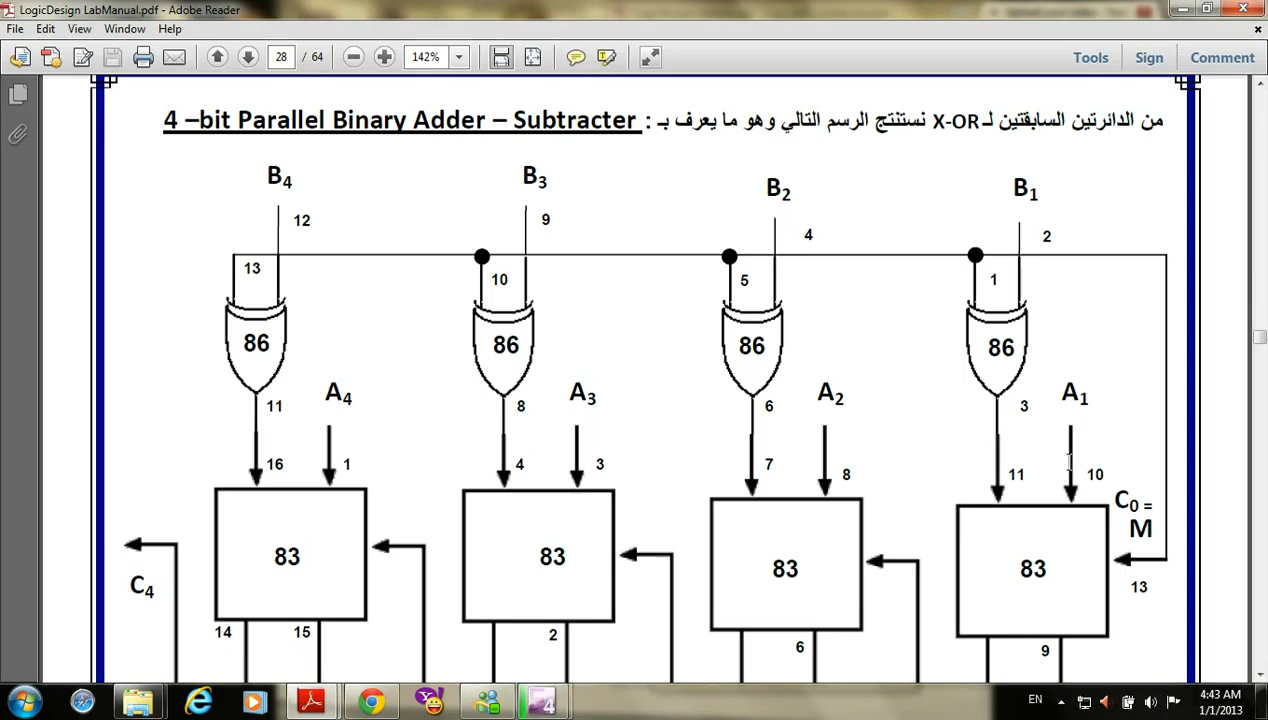 LogicDesign LabManual.pdf - Adobe Reader
File Edit View Window Help
28 / 64 142% Tools Sign Comment
4 –bit Parallel Binary Adder – Subtracter : من الدائرتين السابقتين لـ X-OR نستنتج الرسم التالي وهو ما يعرف بـ
B4 B3 B2 B1
12 9 4 2
13 10 5 1
86 86 86 86
A4 A3 A2 A1
11 8 6 3
16 1 4 3 7 8 11 10
C0 =
M
83 83 83 83
C4 13
14 15 2 6 9
EN 4:43 AM
1/1/2013